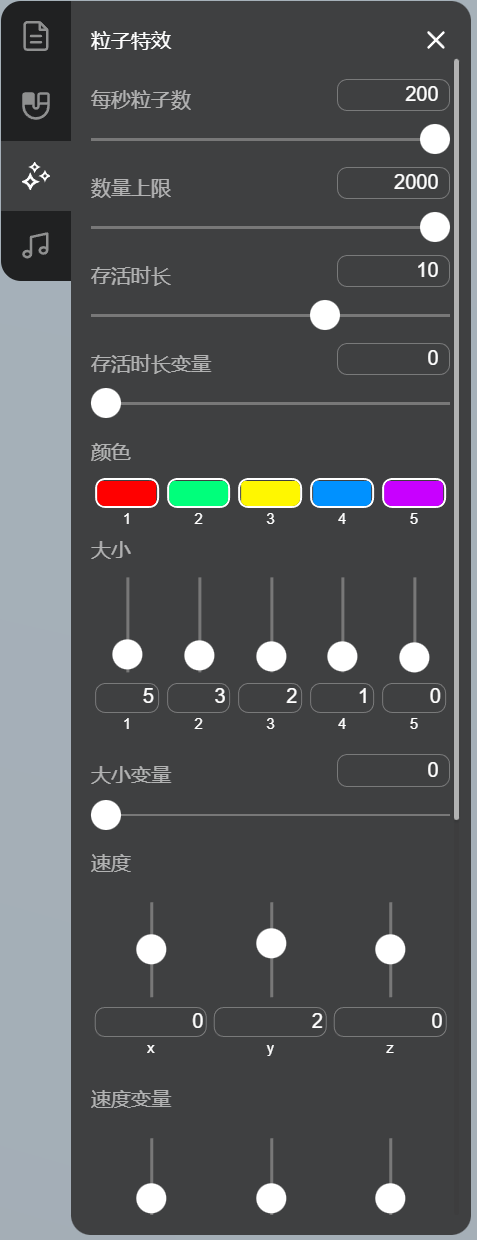 粒子特效
每秒粒子数 200
数量上限 2000
存活时长 10
存活时长变量 0
颜色
1 2 3 4 5
大小
5 3 2 1 0
1 2 3 4 5
大小变量 0
速度
0 2 0
x y z
速度变量